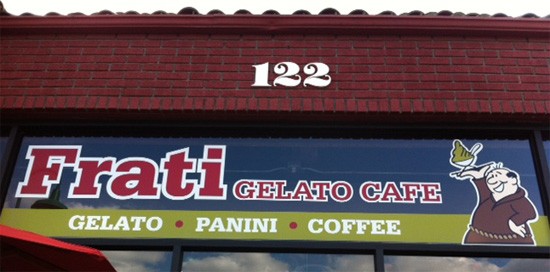 122
Frati GELATO CAFE
GELATO • PANINI • COFFEE